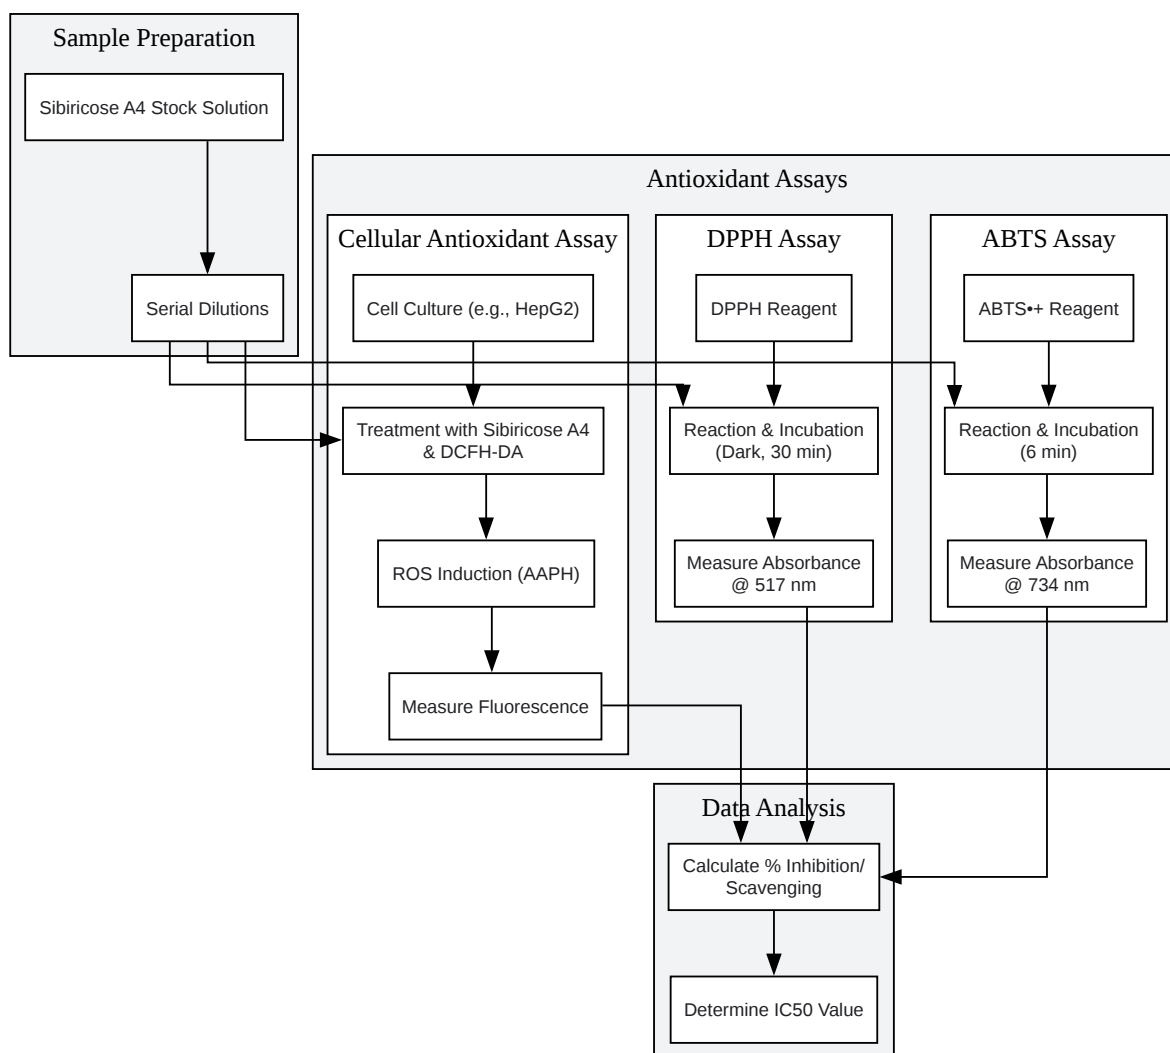 Sample Preparation
Sibiricose A4 Stock Solution
Serial Dilutions
Antioxidant Assays
Cellular Antioxidant Assay
Cell Culture (e.g., HepG2)
Treatment with Sibiricose A4
& DCFH-DA
ROS Induction (AAPH)
Measure Fluorescence
DPPH Assay
DPPH Reagent
Reaction & Incubation
(Dark, 30 min)
Measure Absorbance
@ 517 nm
ABTS Assay
ABTS•+ Reagent
Reaction & Incubation
(6 min)
Measure Absorbance
@ 734 nm
Data Analysis
Calculate % Inhibition/
Scavenging
Determine IC50 Value